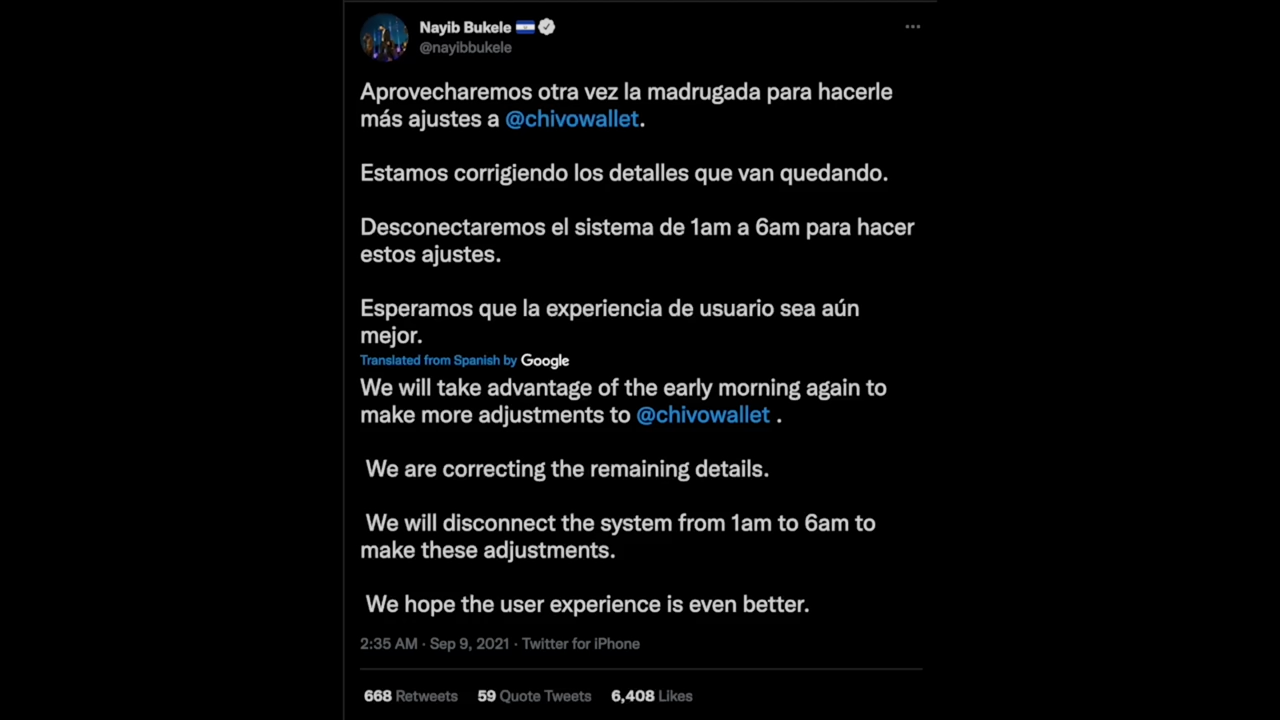 Nayib Bukele 🇸🇻
@nayibbukele
Aprovecharemos otra vez la madrugada para hacerle
más ajustes a @chivowallet.
Estamos corrigiendo los detalles que van quedando.
Desconectaremos el sistema de 1am a 6am para hacer
estos ajustes.
Esperamos que la experiencia de usuario sea aún
mejor.
Translated from Spanish by Google
We will take advantage of the early morning again to
make more adjustments to @chivowallet .
We are correcting the remaining details.
We will disconnect the system from 1am to 6am to
make these adjustments.
We hope the user experience is even better.
2:35 AM · Sep 9, 2021 · Twitter for iPhone
668 Retweets 59 Quote Tweets 6,408 Likes